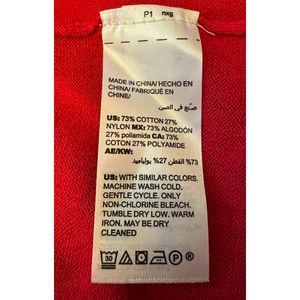 P1 nxg
MADE IN CHINA/ HECHO EN
CHINA/ FABRIQUÉ EN
CHINE/
صنع في الصين
US: 73% COTTON 27%
NYLON MX: 73% ALGODÓN
27% poliamida CA: 73%
COTON 27% POLYAMIDE
AE/KW:
73% القطن 27% بولياميد
US: WITH SIMILAR COLORS.
MACHINE WASH COLD,
GENTLE CYCLE. ONLY
NON-CHLORINE BLEACH.
TUMBLE DRY LOW. WARM
IRON. MAY BE DRY
CLEANED
30 P ®